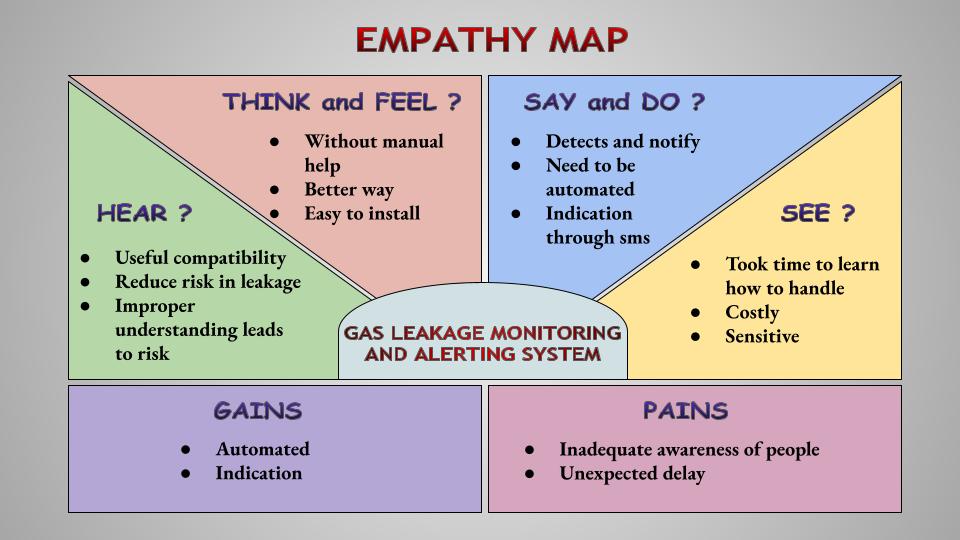 EMPATHY MAP
THINK and FEEL ?
● Without manual
help
● Better way
● Easy to install
SAY and DO ?
● Detects and notify
● Need to be
automated
● Indication
through sms
HEAR ?
● Useful compatibility
● Reduce risk in leakage
● Improper
understanding leads
to risk
SEE ?
● Took time to learn
how to handle
● Costly
● Sensitive
GAS LEAKAGE MONITORING
AND ALERTING SYSTEM
GAINS
● Automated
● Indication
PAINS
● Inadequate awareness of people
● Unexpected delay